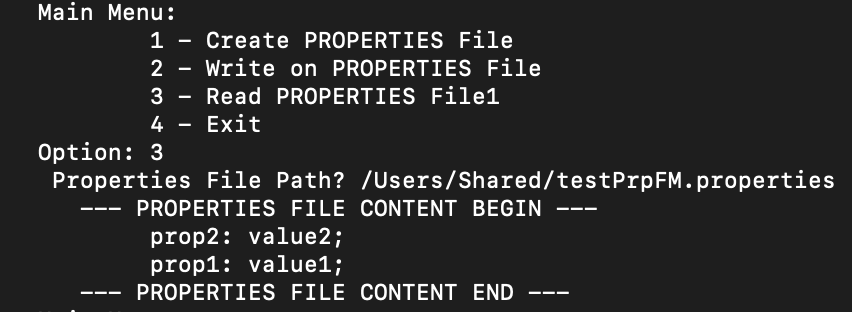 Main Menu:
1 - Create PROPERTIES File
2 - Write on PROPERTIES File
3 - Read PROPERTIES File1
4 - Exit
Option: 3
Properties File Path? /Users/Shared/testPrpFM.properties
--- PROPERTIES FILE CONTENT BEGIN ---
prop2: value2;
prop1: value1;
--- PROPERTIES FILE CONTENT END ---